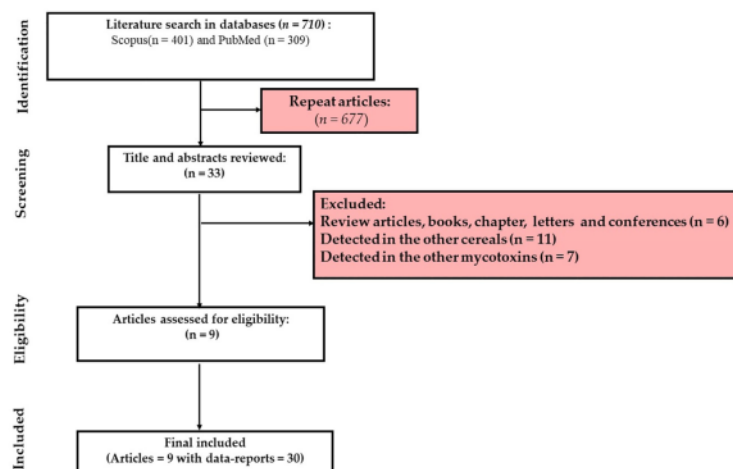 Identification
Literature search in databases (n = 710) :
Scopus(n = 401) and PubMed (n = 309)
Repeat articles:
(n = 677)
Screening
Title and abstracts reviewed:
(n = 33)
Excluded:
Review articles, books, chapter, letters and conferences (n = 6)
Detected in the other cereals (n = 11)
Detected in the other mycotoxins (n = 7)
Eligibility
Articles assessed for eligibility:
(n = 9)
Included
Final included
(Articles = 9 with data-reports = 30)